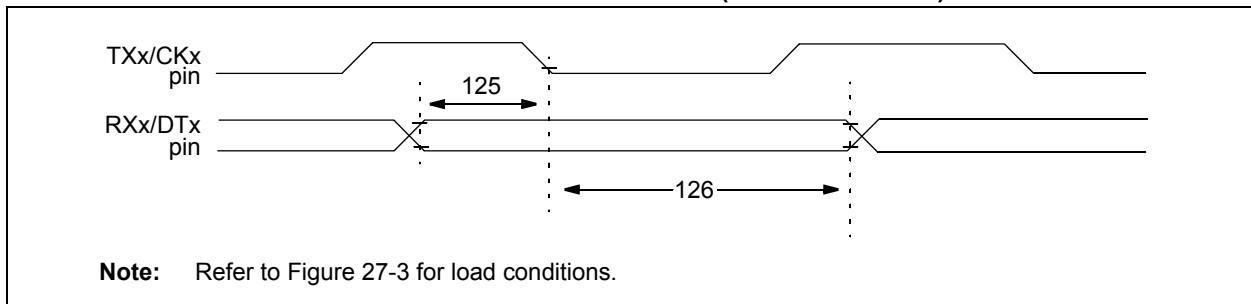 TXx/CKx
pin
125
RXx/DTx
pin
126
Note: Refer to Figure 27-3 for load conditions.